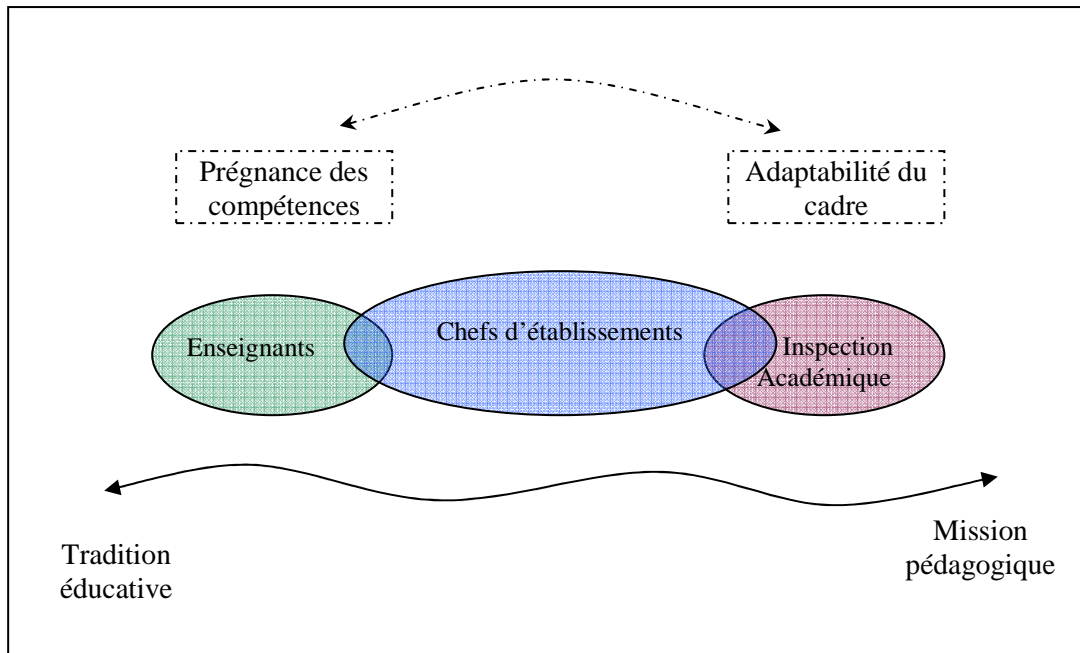 Prégnance des
compétences
Adaptabilité du
cadre
Enseignants
Chefs d'établissements
Inspection
Académique
Tradition
éducative
Mission
pédagogique